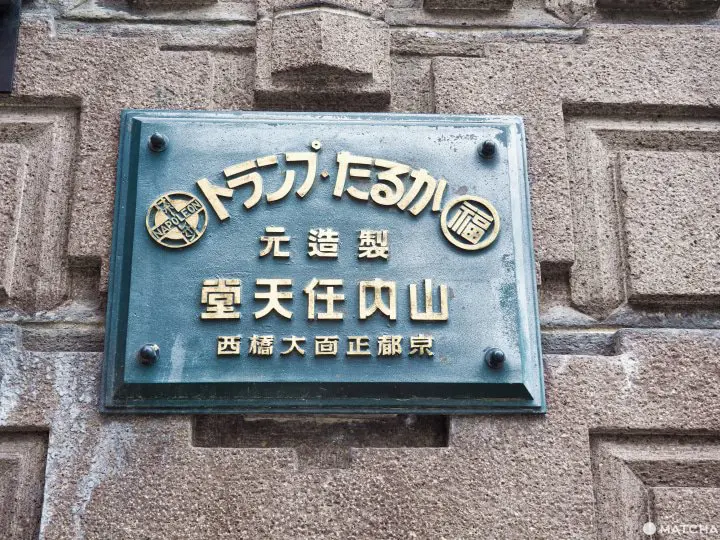 福
かるた・トランプ
NAPOLEON
製造元
山内任天堂
京都正面大橋西
MATCHA